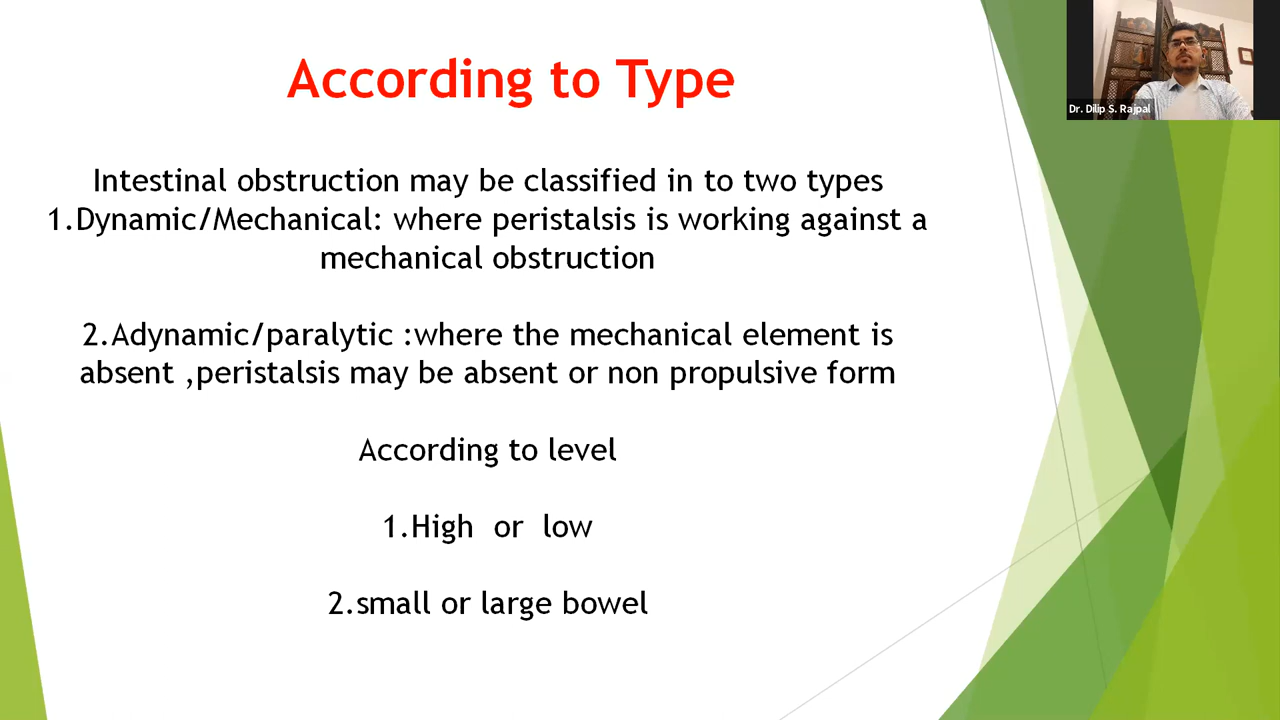 According to Type
Dr. Dilip S. Rajpal
Intestinal obstruction may be classified in to two types
1.Dynamic/Mechanical: where peristalsis is working against a
mechanical obstruction
2.Adynamic/paralytic :where the mechanical element is
absent ,peristalsis may be absent or non propulsive form
According to level
1.High or low
2.small or large bowel